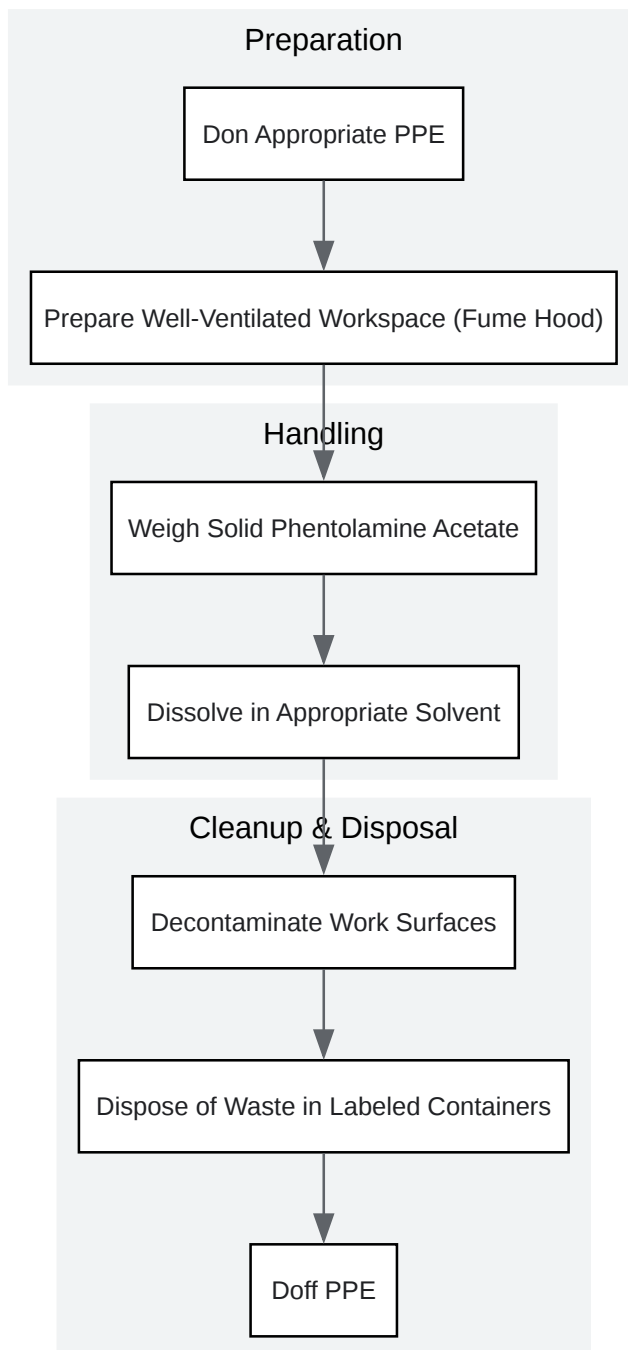 Preparation
Don Appropriate PPE
Prepare Well-Ventilated Workspace (Fume Hood)
Handling
Weigh Solid Phentolamine Acetate
Dissolve in Appropriate Solvent
Cleanup & Disposal
Decontaminate Work Surfaces
Dispose of Waste in Labeled Containers
Doff PPE